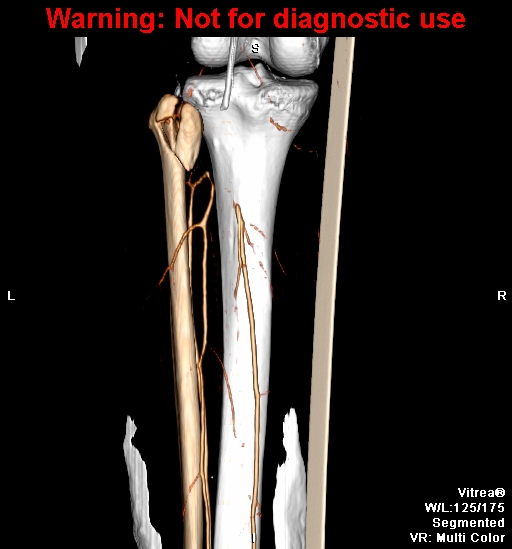 Warning: Not for diagnostic use
S
L
R
Vitrea®
W/L:125/175
Segmented
VR: Multi Color
I